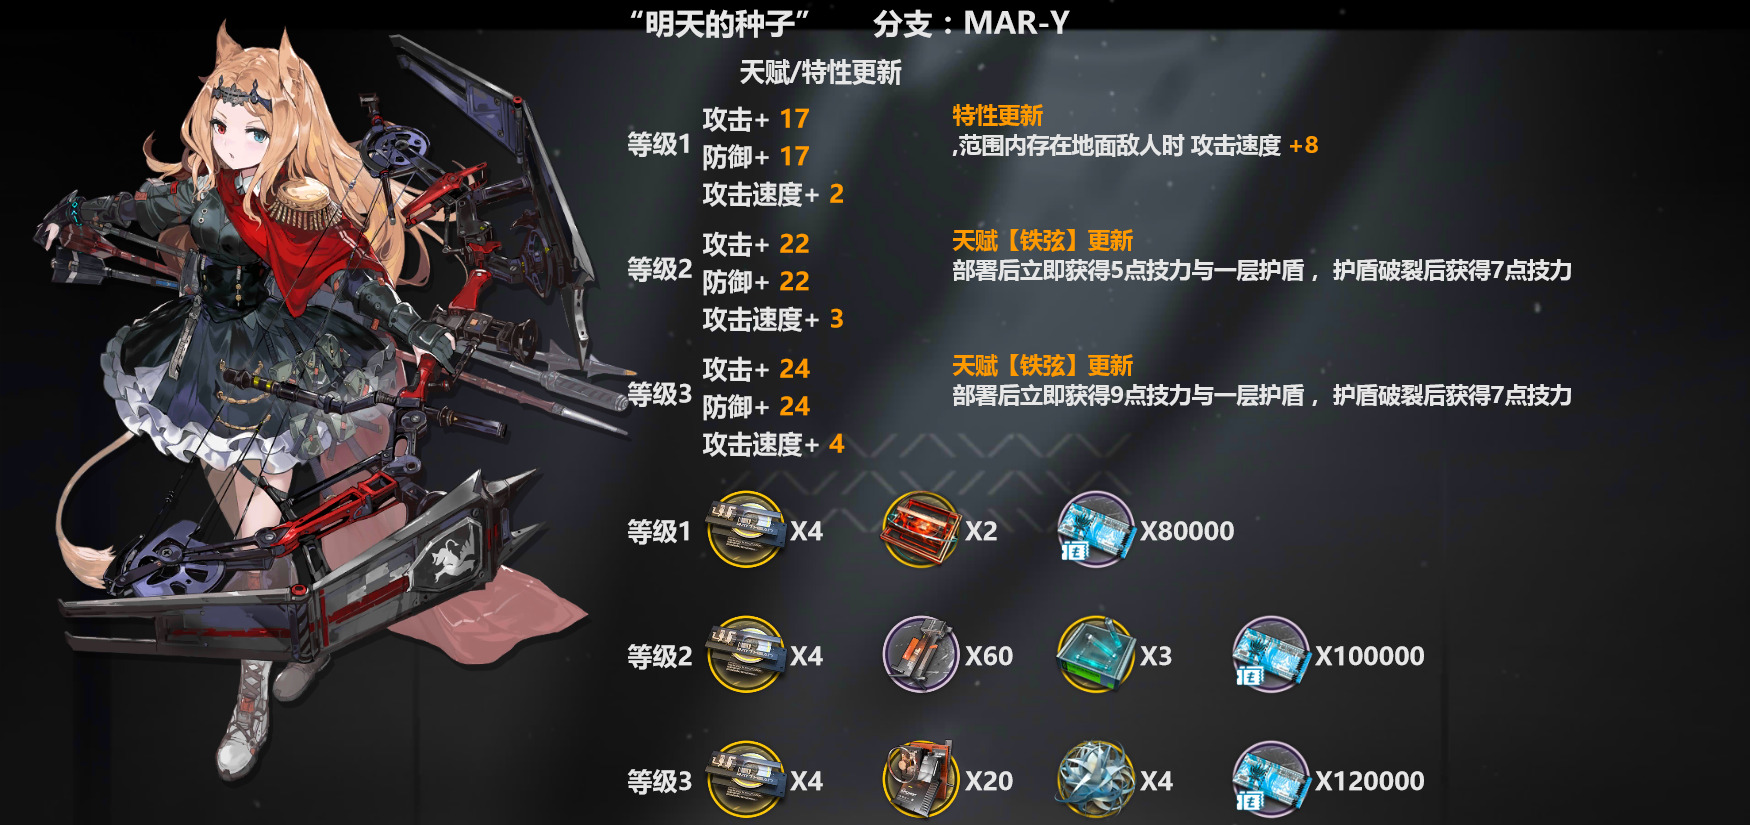 “明天的种子” 分支：MAR-Y
天赋/特性更新
等级1
攻击+ 17
防御+ 17
攻击速度+ 2
特性更新
,范围内存在地面敌人时 攻击速度 +8
等级2
攻击+ 22
防御+ 22
攻击速度+ 3
天赋【铁弦】更新
部署后立即获得5点技力与一层护盾，护盾破裂后获得7点技力
等级3
攻击+ 24
防御+ 24
攻击速度+ 4
天赋【铁弦】更新
部署后立即获得9点技力与一层护盾，护盾破裂后获得7点技力
等级1 X4 X2 X80000
等级2 X4 X60 X3 X100000
等级3 X4 X20 X4 X120000